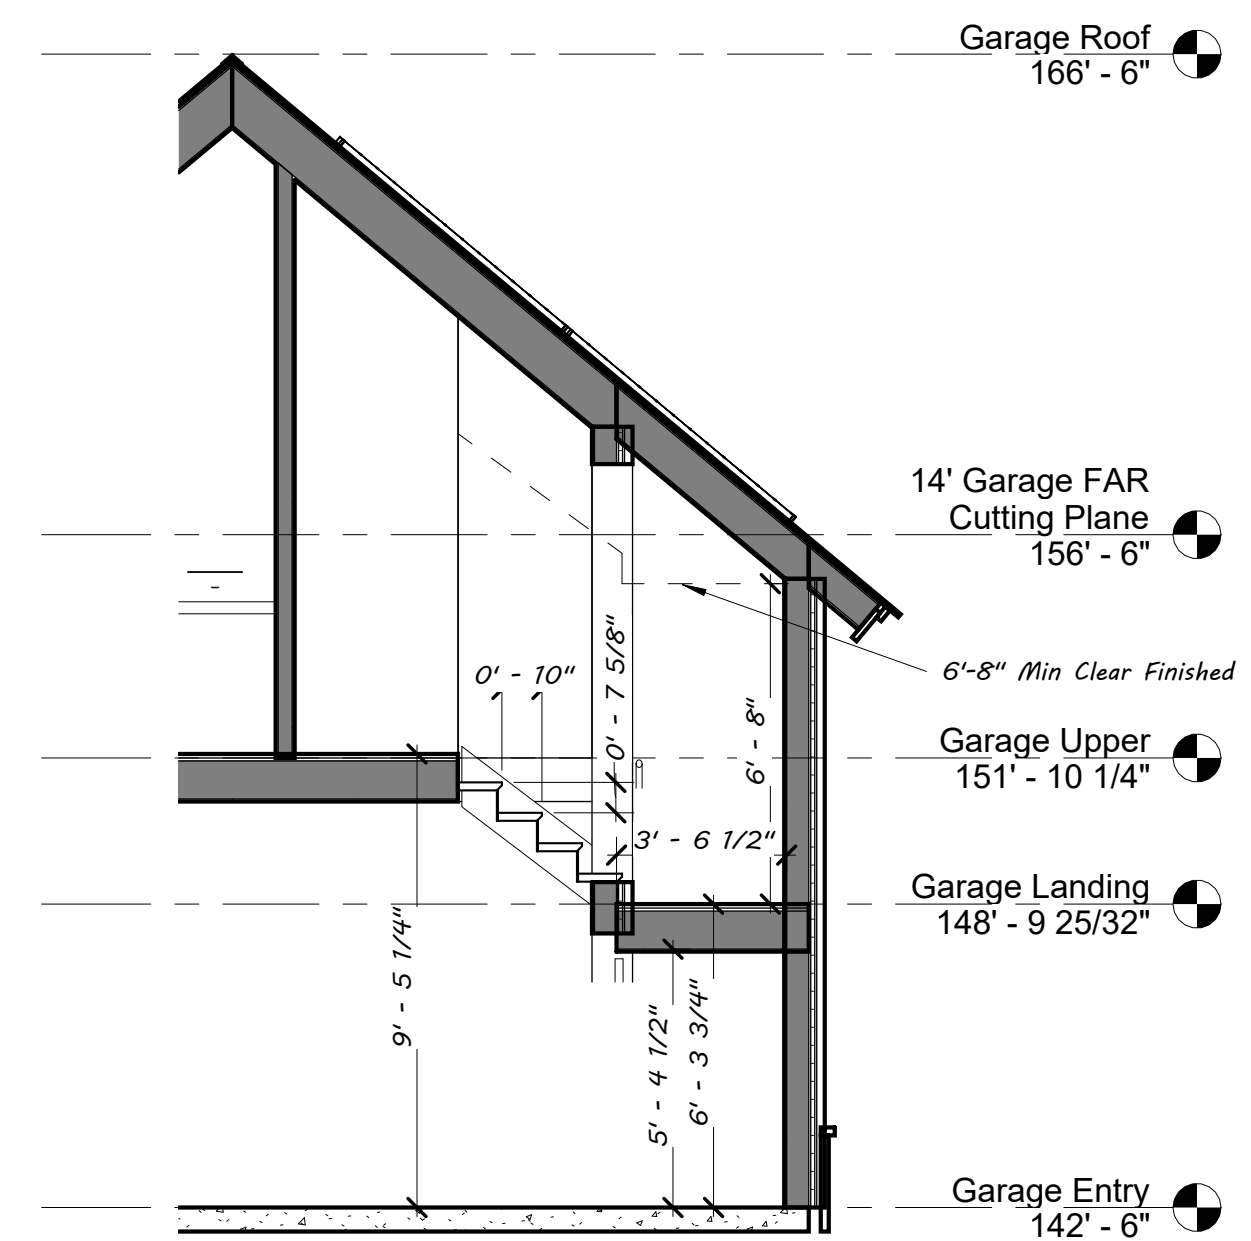 Garage Roof
166' - 6"
14' Garage FAR
Cutting Plane
156' - 6"
6'-8" Min Clear Finished
0' - 10"
0' - 7 5/8"
6' - 8"
Garage Upper
151' - 10 1/4"
3' - 6 1/2"
Garage Landing
148' - 9 25/32"
9' - 5 1/4"
5' - 4 1/2"
6' - 3 3/4"
Garage Entry
142' - 6"